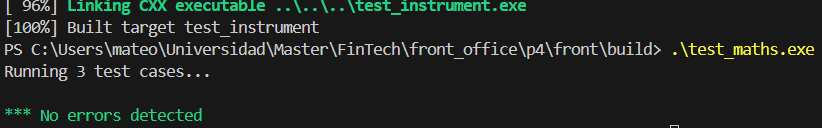 [ 96%] Linking CXX executable ..\..\..\test_instrument.exe
[100%] Built target test_instrument
PS C:\Users\mateo\Universidad\Master\FinTech\front_office\p4\front\build> .\test_maths.exe
Running 3 test cases...
*** No errors detected